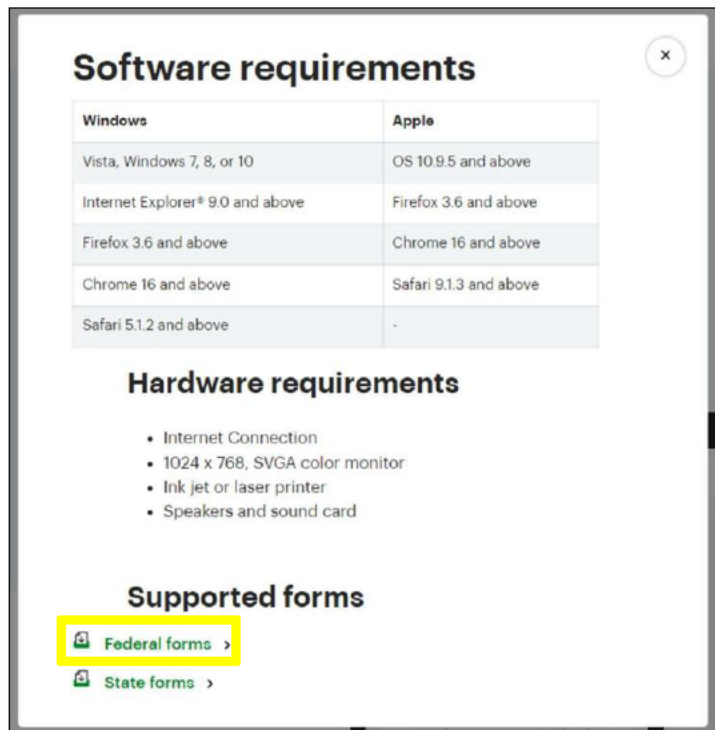 Software requirements
×
Windows Apple
Vista, Windows 7, 8, or 10 OS 10.9.5 and above
Internet Explorer® 9.0 and above Firefox 3.6 and above
Firefox 3.6 and above Chrome 16 and above
Chrome 16 and above Safari 9.1.3 and above
Safari 5.1.2 and above -
Hardware requirements
• Internet Connection
• 1024 x 768, SVGA color monitor
• Ink jet or laser printer
• Speakers and sound card
Supported forms
Federal forms ›
State forms ›